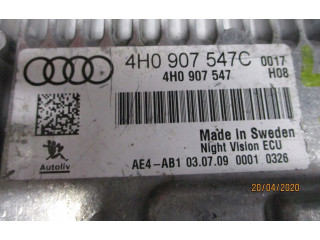 4H0 907 547C 0017
4H0 907 547 H08
Made in Sweden
Night Vision ECU
Autoliv
AE4-AB1 03.07.09 0001 0326
20/04/2020